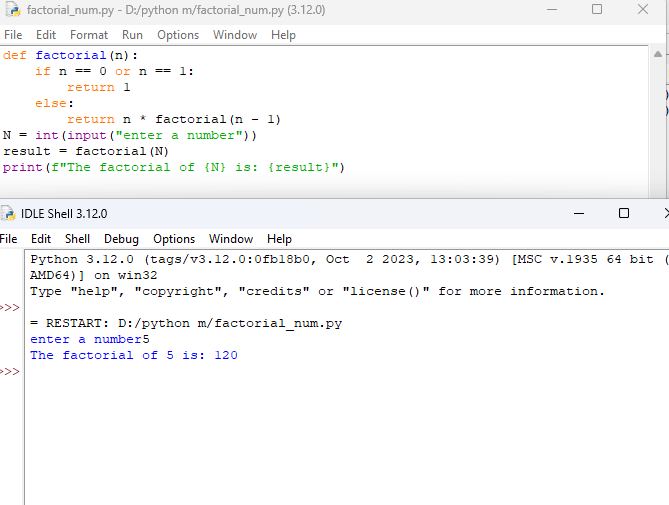 factorial_num.py - D:/python m/factorial_num.py (3.12.0)
File Edit Format Run Options Window Help
def factorial(n):
    if n == 0 or n == 1:
        return 1
    else:
        return n * factorial(n - 1)
N = int(input("enter a number"))
result = factorial(N)
print(f"The factorial of {N} is: {result}")
IDLE Shell 3.12.0
File Edit Shell Debug Options Window Help
Python 3.12.0 (tags/v3.12.0:0fb18b0, Oct  2 2023, 13:03:39) [MSC v.1935 64 bit (
AMD64)] on win32
Type "help", "copyright", "credits" or "license()" for more information.
>>>
= RESTART: D:/python m/factorial_num.py
enter a number5
The factorial of 5 is: 120
>>>